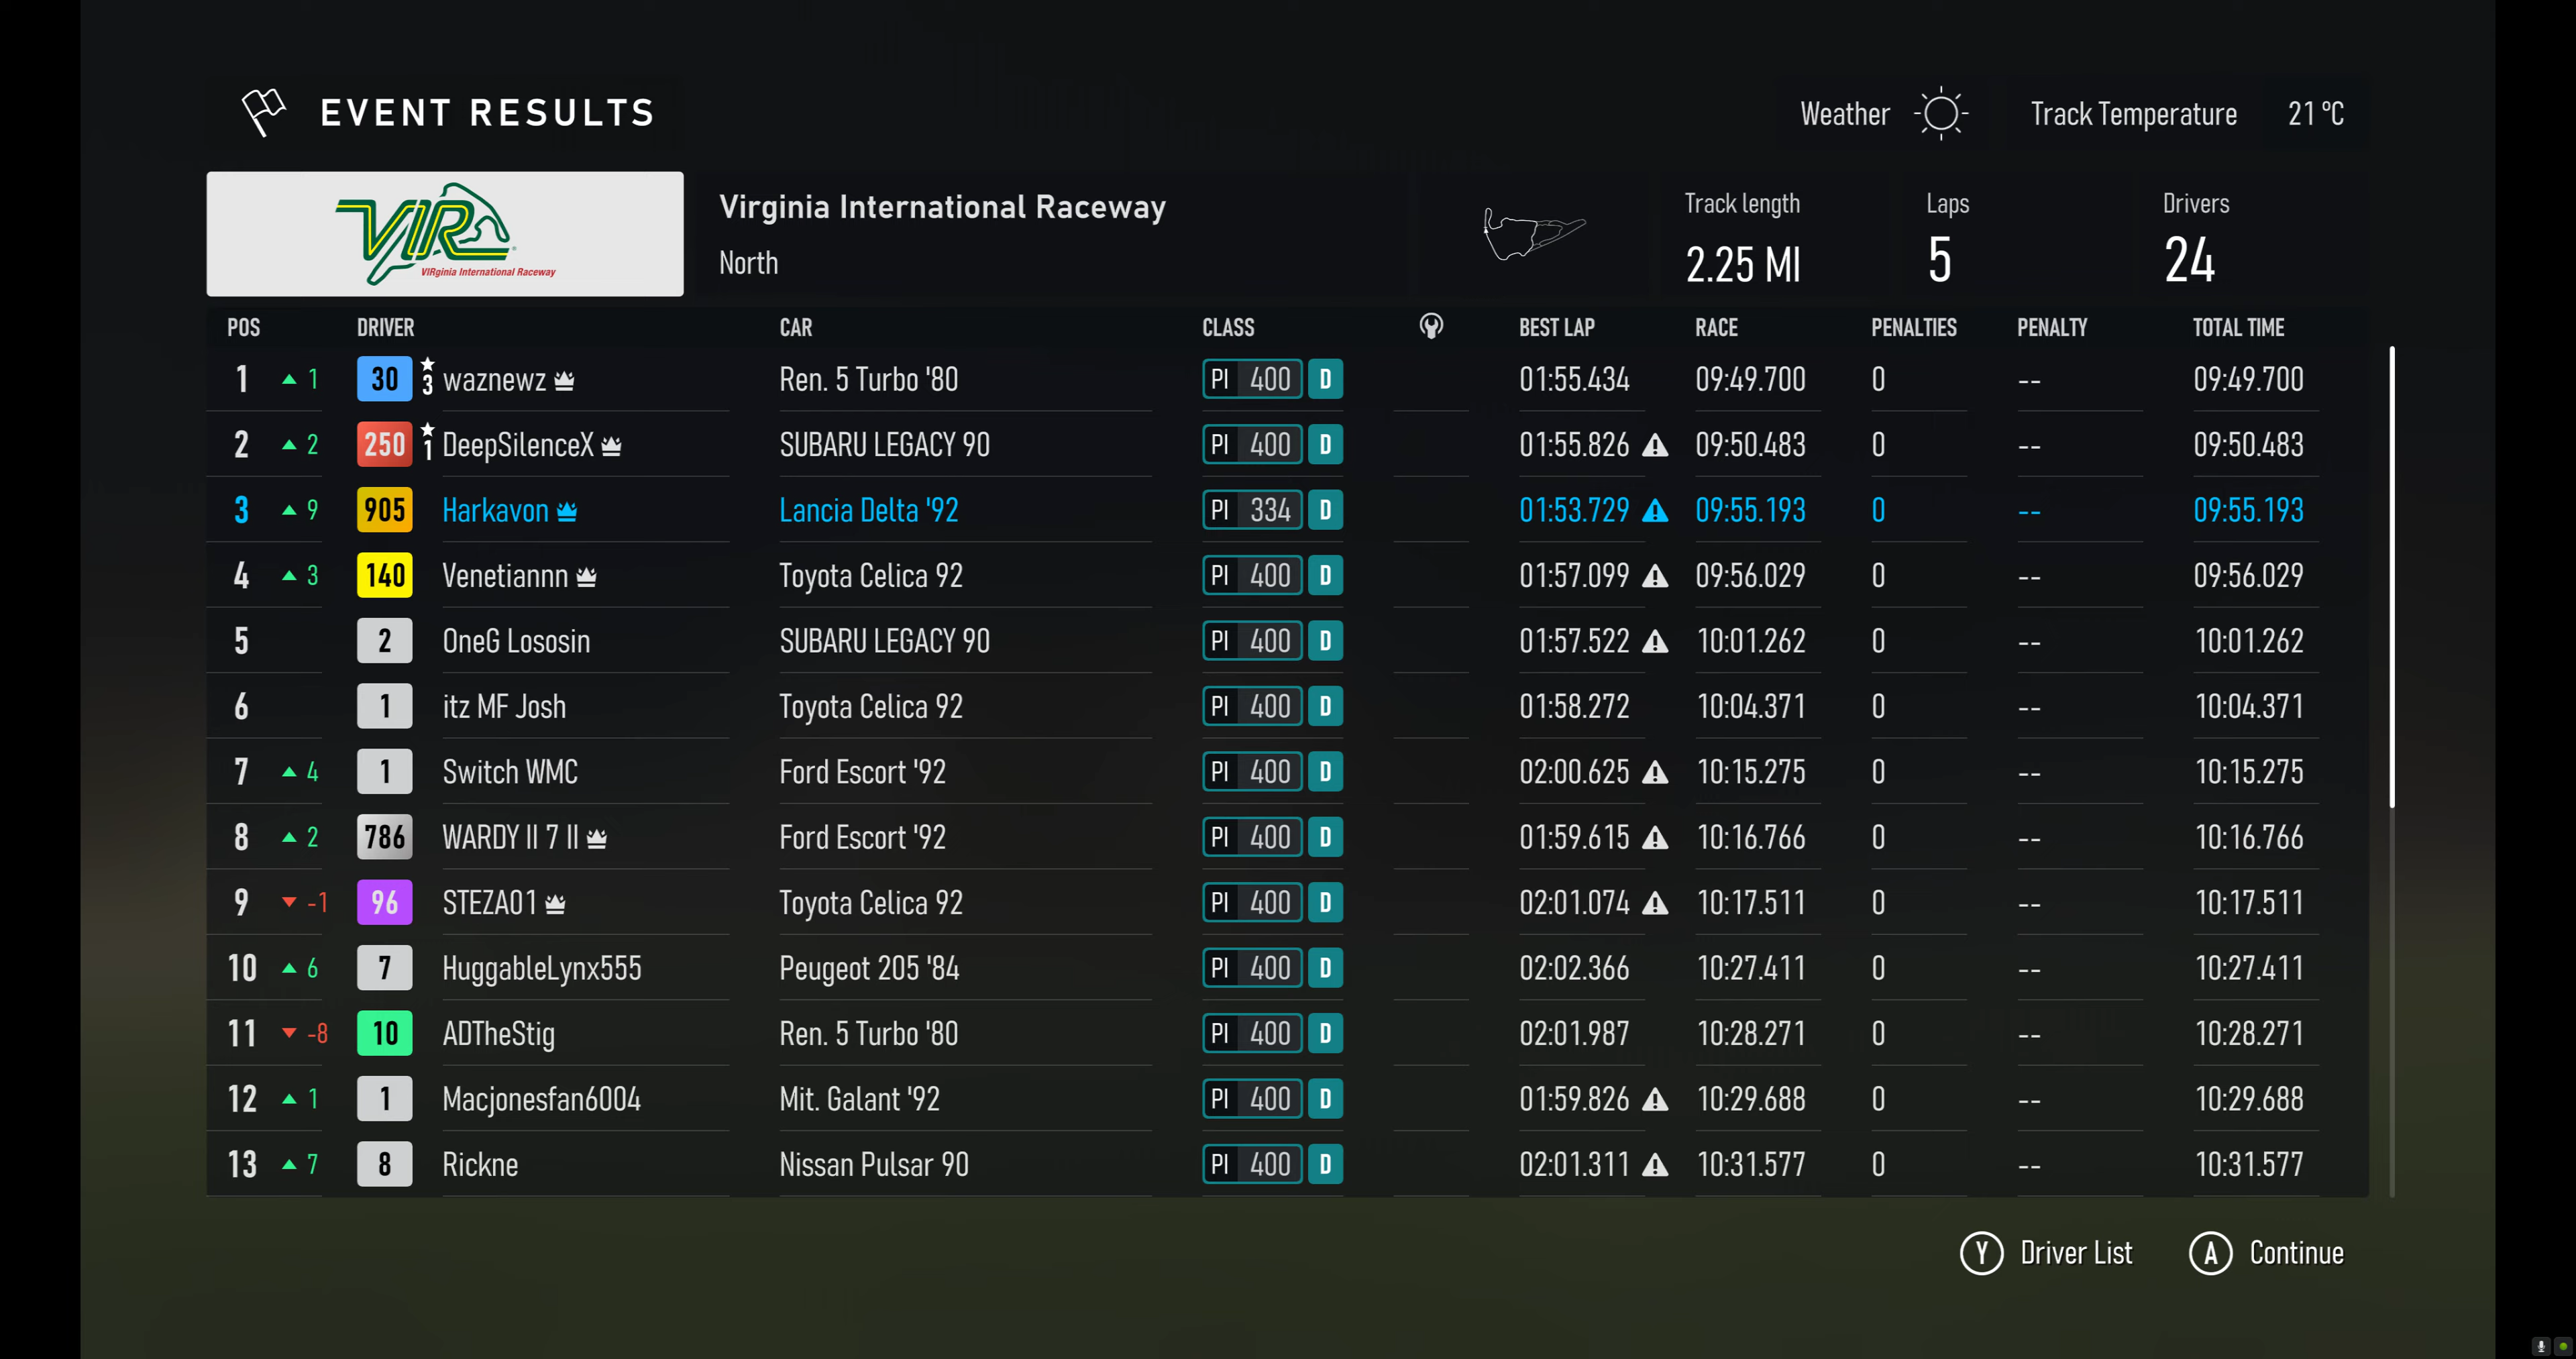 EVENT RESULTS
Weather Track Temperature 21 ºC
VIR
VIRginia International Raceway
Virginia International Raceway
North
Track length Laps Drivers
2.25 MI 5 24
POS DRIVER CAR CLASS BEST LAP RACE PENALTIES PENALTY TOTAL TIME
1 1 30 3 waznewz Ren. 5 Turbo '80 PI 400 D 01:55.434 09:49.700 0 -- 09:49.700
2 2 250 1 DeepSilenceX SUBARU LEGACY 90 PI 400 D 01:55.826 09:50.483 0 -- 09:50.483
3 9 905 Harkavon Lancia Delta '92 PI 334 D 01:53.729 09:55.193 0 -- 09:55.193
4 3 140 Venetiannn Toyota Celica 92 PI 400 D 01:57.099 09:56.029 0 -- 09:56.029
5 2 OneG Lososin SUBARU LEGACY 90 PI 400 D 01:57.522 10:01.262 0 -- 10:01.262
6 1 itz MF Josh Toyota Celica 92 PI 400 D 01:58.272 10:04.371 0 -- 10:04.371
7 4 1 Switch WMC Ford Escort '92 PI 400 D 02:00.625 10:15.275 0 -- 10:15.275
8 2 786 WARDY II 7 II Ford Escort '92 PI 400 D 01:59.615 10:16.766 0 -- 10:16.766
9 -1 96 STEZA01 Toyota Celica 92 PI 400 D 02:01.074 10:17.511 0 -- 10:17.511
10 6 7 HuggableLynx555 Peugeot 205 '84 PI 400 D 02:02.366 10:27.411 0 -- 10:27.411
11 -8 10 ADTheStig Ren. 5 Turbo '80 PI 400 D 02:01.987 10:28.271 0 -- 10:28.271
12 1 1 Macjonesfan6004 Mit. Galant '92 PI 400 D 01:59.826 10:29.688 0 -- 10:29.688
13 7 8 Rickne Nissan Pulsar 90 PI 400 D 02:01.311 10:31.577 0 -- 10:31.577
Y Driver List A Continue